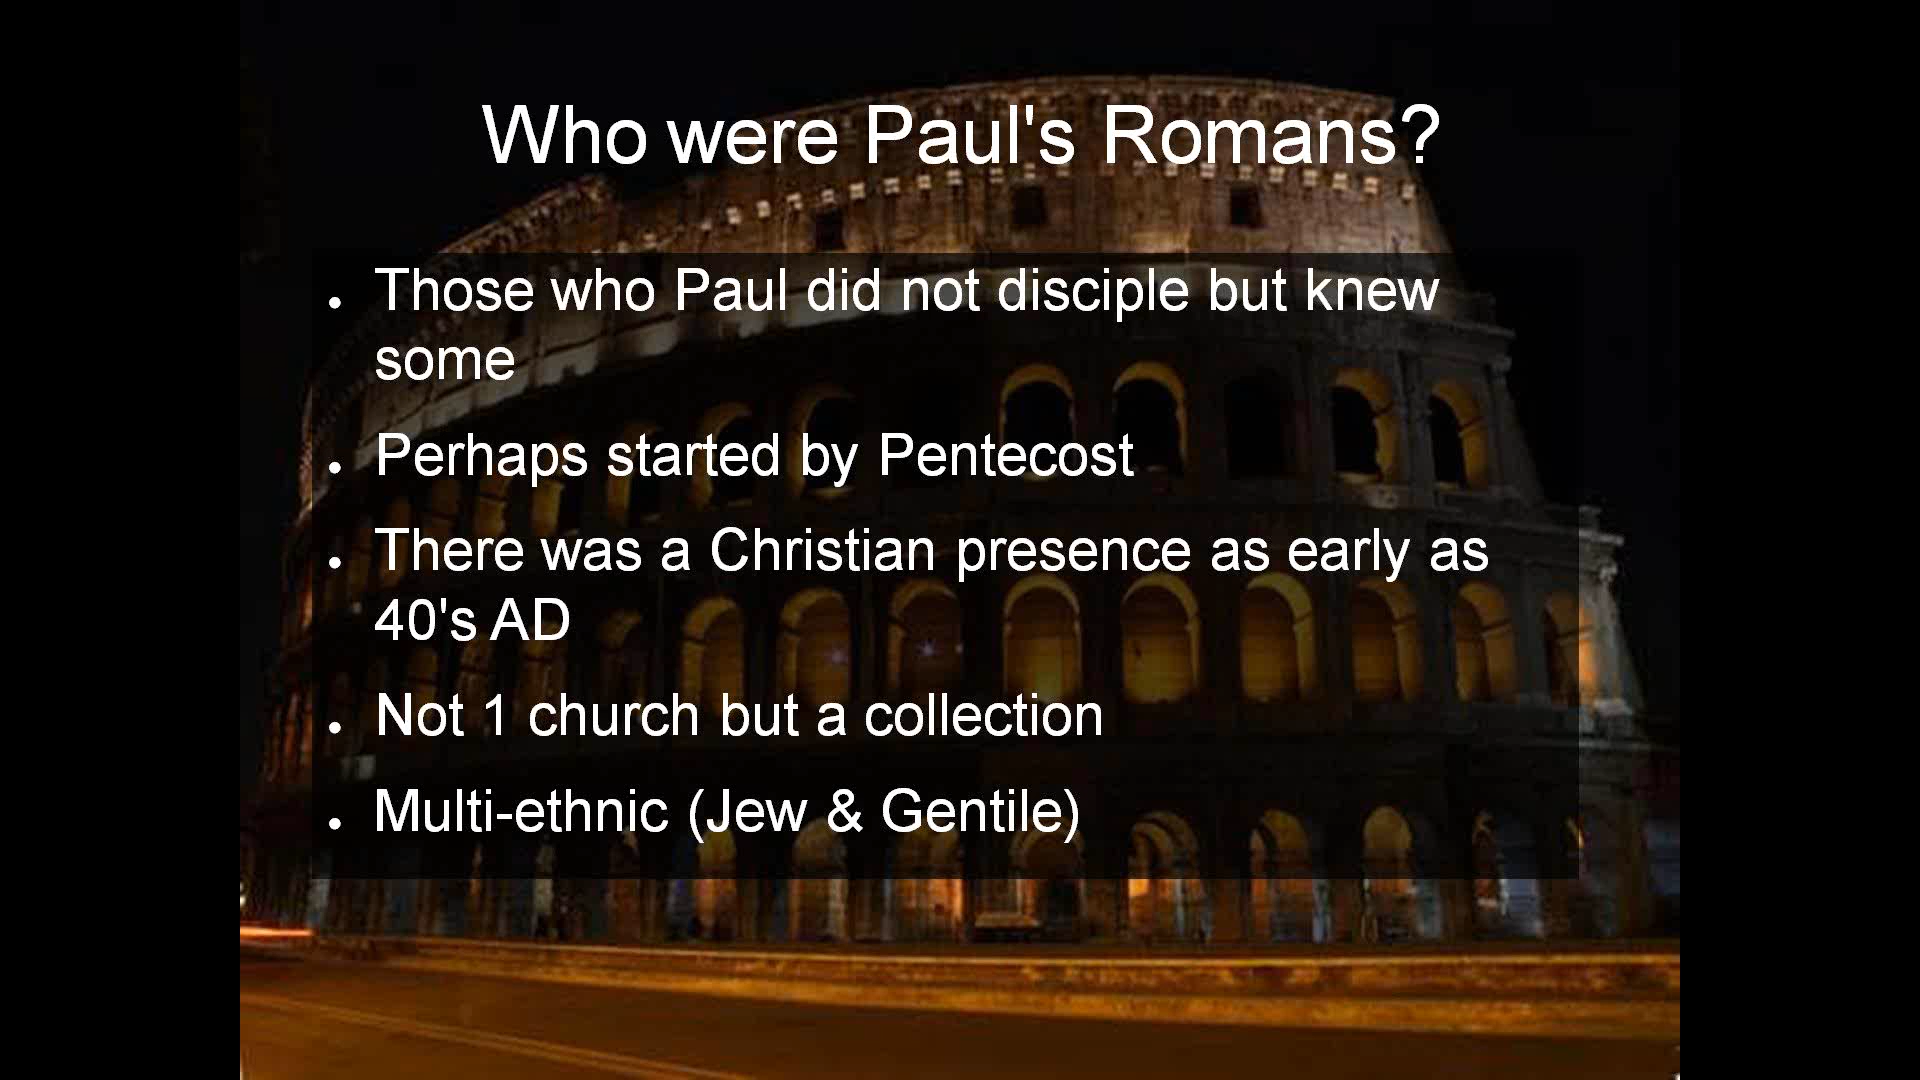 Who were Paul's Romans?
• Those who Paul did not disciple but knew
some
• Perhaps started by Pentecost
• There was a Christian presence as early as
40's AD
• Not 1 church but a collection
• Multi-ethnic (Jew & Gentile)